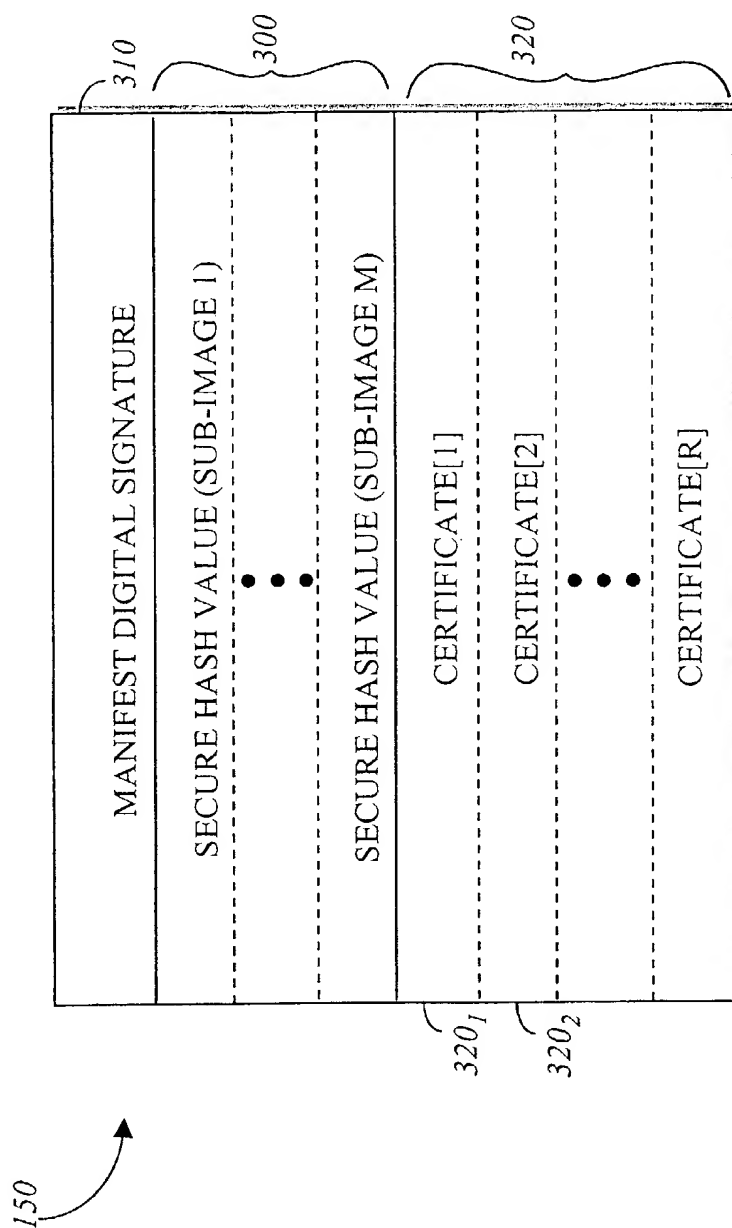 150
310
MANIFEST DIGITAL SIGNATURE
300
SECURE HASH VALUE (SUB-IMAGE 1)
SECURE HASH VALUE (SUB-IMAGE M)
320
320₁
CERTIFICATE[1]
320₂
CERTIFICATE[2]
CERTIFICATE[R]